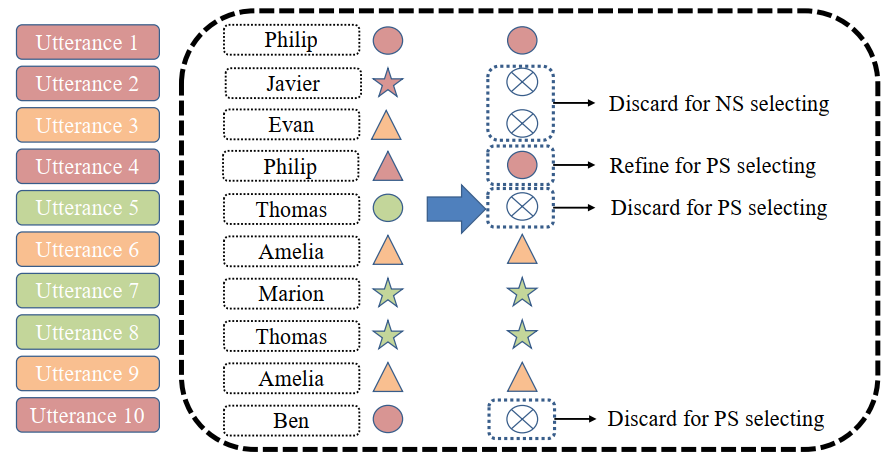 Utterance 1 Philip
Utterance 2 Javier
Discard for NS selecting
Utterance 3 Evan
Utterance 4 Philip Refine for PS selecting
Utterance 5 Thomas Discard for PS selecting
Utterance 6 Amelia
Utterance 7 Marion
Utterance 8 Thomas
Utterance 9 Amelia
Utterance 10 Ben Discard for PS selecting